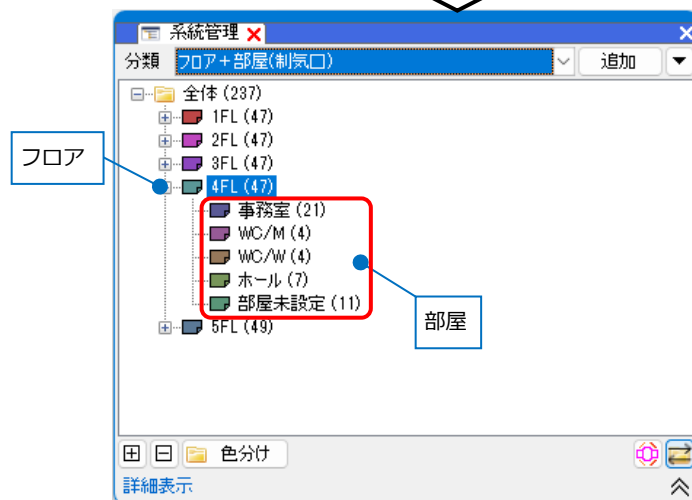 系統管理
分類 フロア+部屋(制気口) 追加
全体 (237)
1FL (47)
2FL (47)
3FL (47)
フロア
4FL (47)
事務室 (21)
WC/M (4)
WC/W (4)
ホール (7)
部屋未設定 (11)
部屋
5FL (49)
色分け
詳細表示